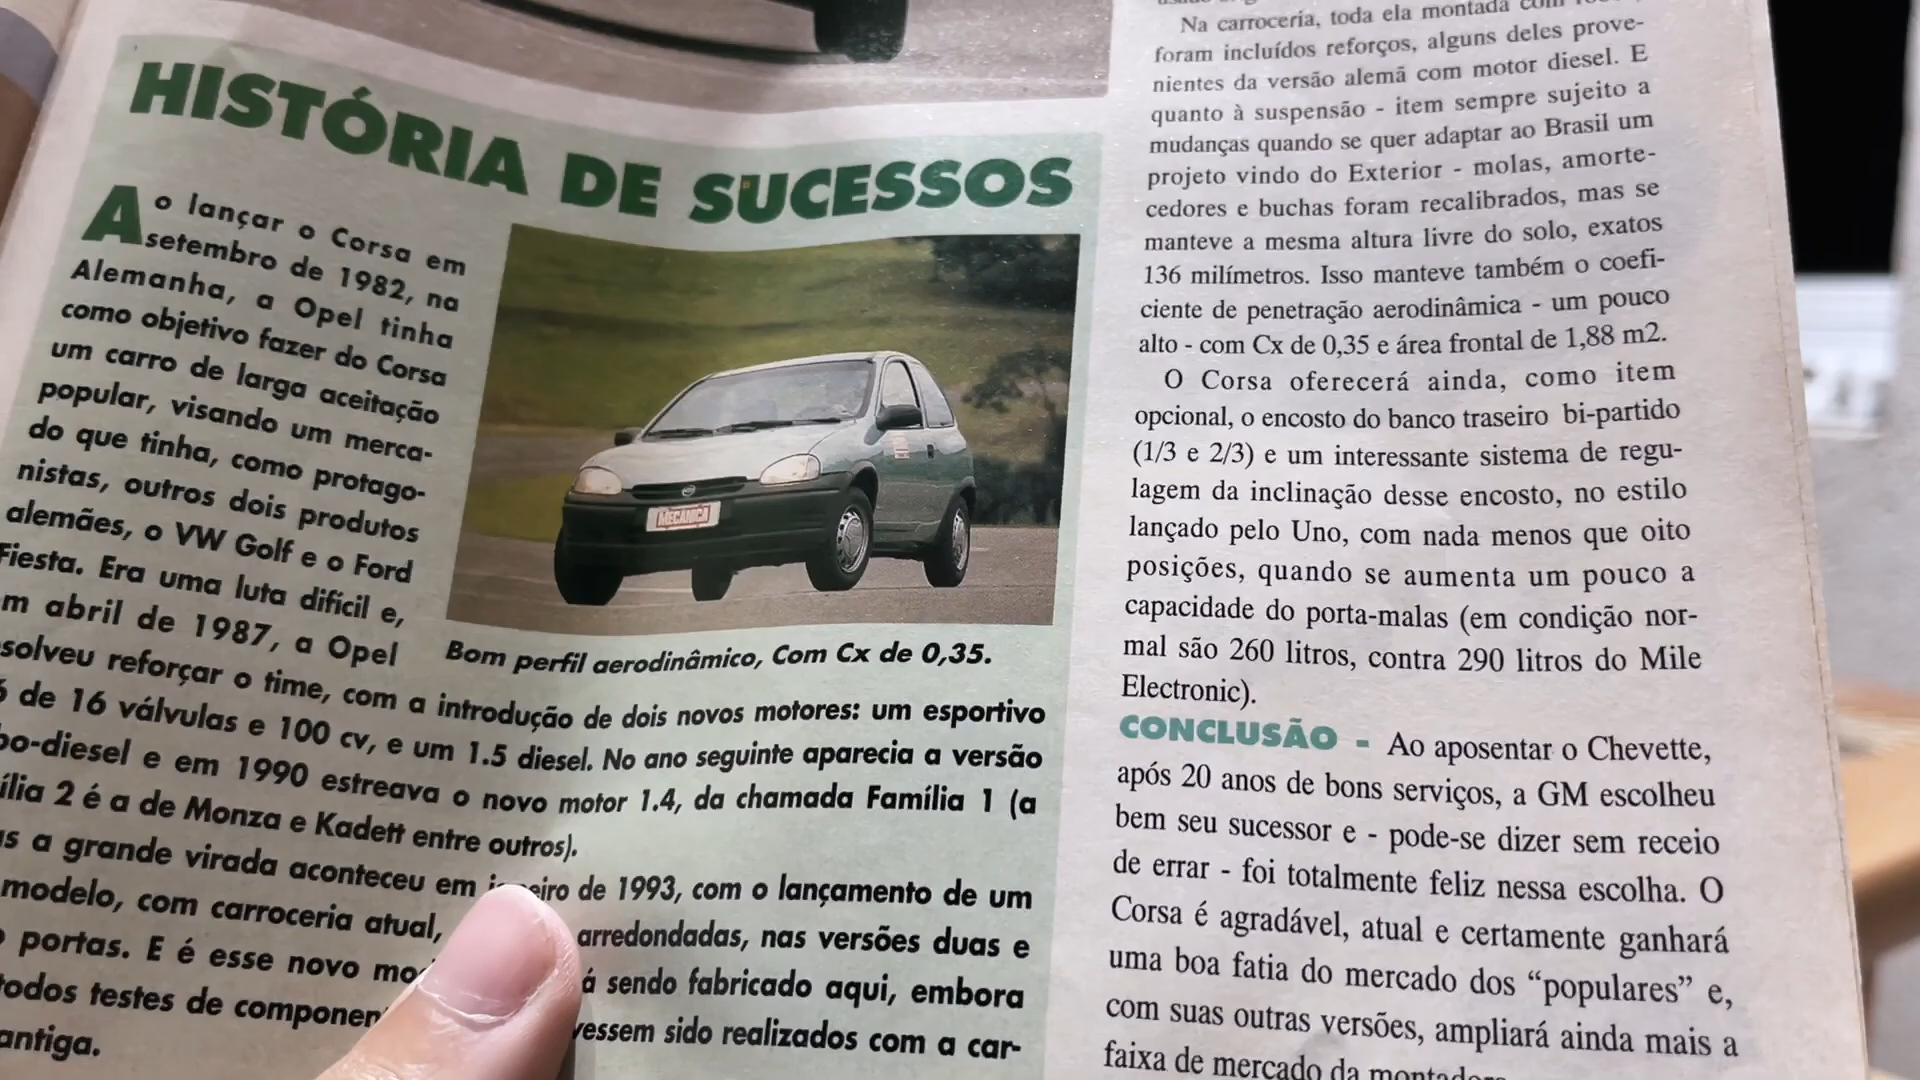 HISTÓRIA DE SUCESSOS
Ao lançar o Corsa em
setembro de 1982, na
Alemanha, a Opel tinha
como objetivo fazer do Corsa
um carro de larga aceitação
popular, visando um merca-
do que tinha, como protago-
nistas, outros dois produtos
alemães, o VW Golf e o Ford
Fiesta. Era uma luta difícil e,
m abril de 1987, a Opel
solveu reforçar o time, com a introdução de dois novos motores: um esportivo
de 16 válvulas e 100 cv, e um 1.5 diesel. No ano seguinte aparecia a versão
bo-diesel e em 1990 estreava o novo motor 1.4, da chamada Família 1 (a
ília 2 é a de Monza e Kadett entre outros).
s a grande virada aconteceu em de 1993, com o lançamento de um
modelo, com carroceria atual, arredondadas, nas versões duas e
portas. E é esse novo sendo fabricado aqui, embora
todos testes de sido realizados com a car-
antiga.
MECÂNICA
Bom perfil aerodinâmico, Com Cx de 0,35.
Na carroceria, toda ela montada com
foram incluídos reforços, alguns deles prove-
nientes da versão alemã com motor diesel. E
quanto à suspensão - item sempre sujeito a
mudanças quando se quer adaptar ao Brasil um
projeto vindo do Exterior - molas, amorte-
cedores e buchas foram recalibrados, mas se
manteve a mesma altura livre do solo, exatos
136 milímetros. Isso manteve também o coefi-
ciente de penetração aerodinâmica - um pouco
alto - com Cx de 0,35 e área frontal de 1,88 m2.
O Corsa oferecerá ainda, como item
opcional, o encosto do banco traseiro bi-partido
(1/3 e 2/3) e um interessante sistema de regu-
lagem da inclinação desse encosto, no estilo
lançado pelo Uno, com nada menos que oito
posições, quando se aumenta um pouco a
capacidade do porta-malas (em condição nor-
mal são 260 litros, contra 290 litros do Mile
Electronic).
CONCLUSÃO - Ao aposentar o Chevette,
após 20 anos de bons serviços, a GM escolheu
bem seu sucessor e - pode-se dizer sem receio
de errar - foi totalmente feliz nessa escolha. O
Corsa é agradável, atual e certamente ganhará
uma boa fatia do mercado dos “populares” e,
com suas outras versões, ampliará ainda mais a
faixa de mercado da